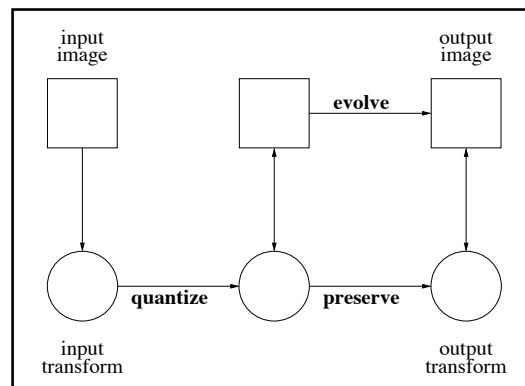 input
image
output
image
evolve
quantize
preserve
input
transform
output
transform